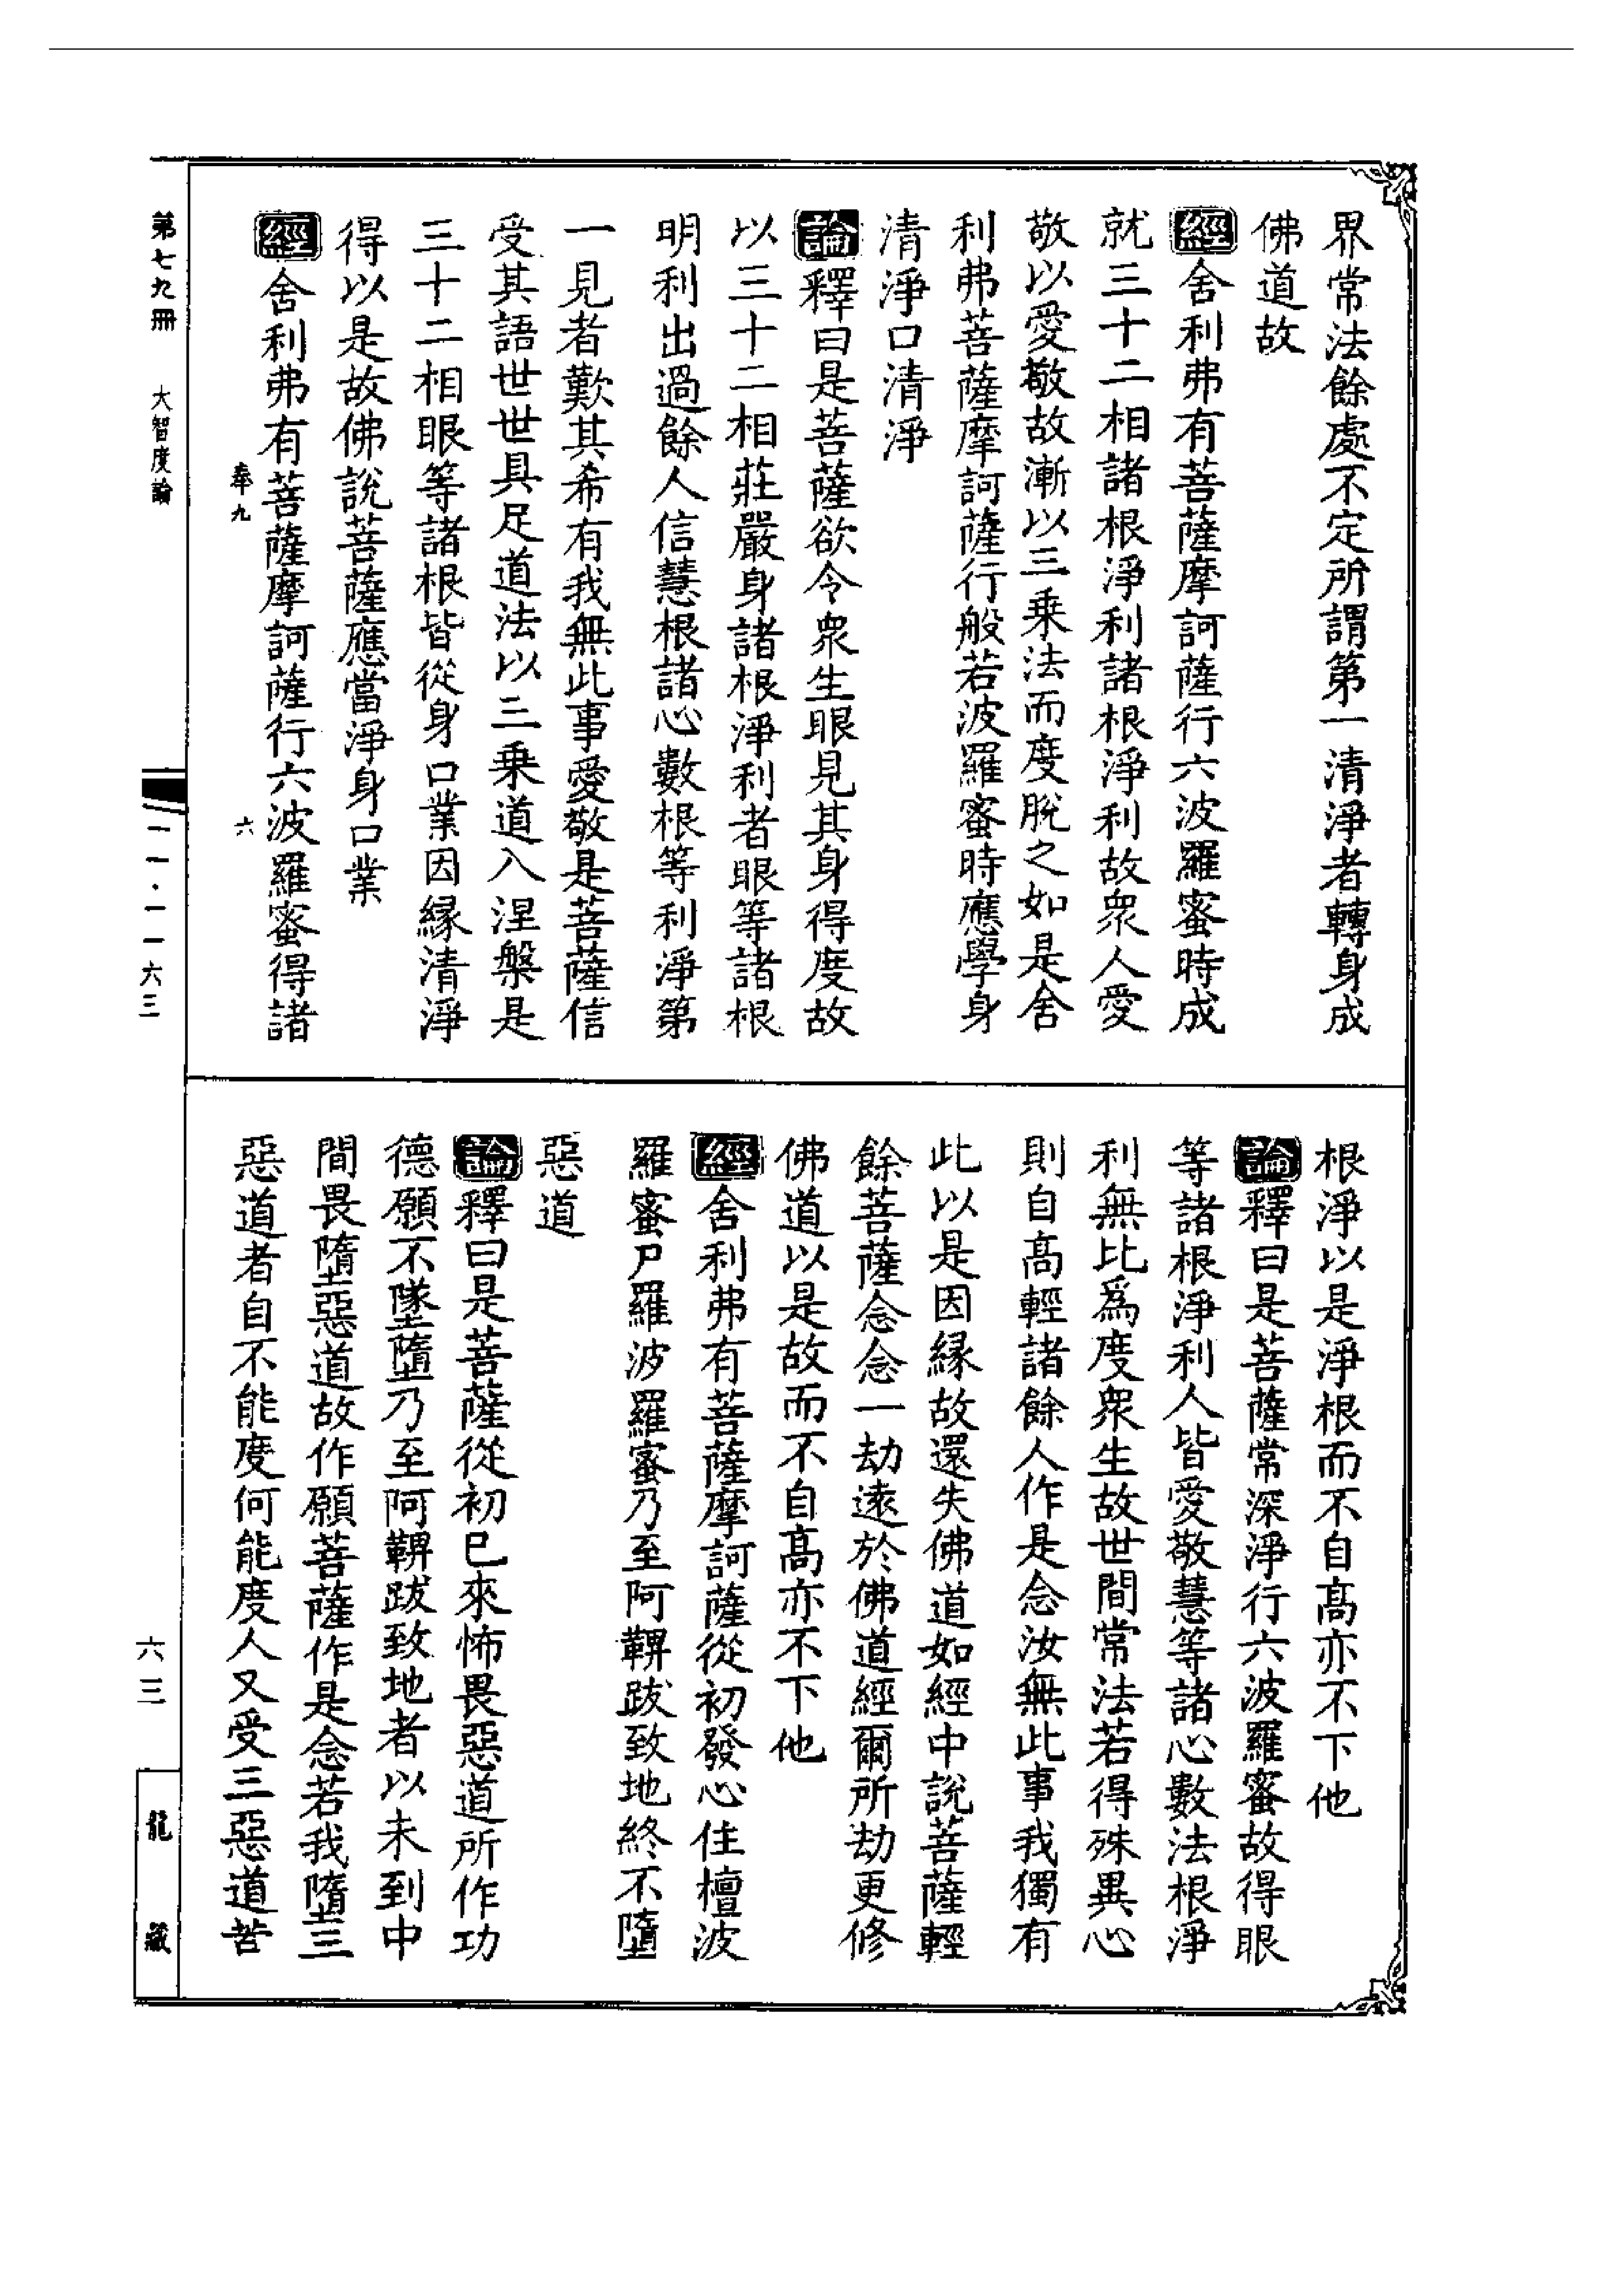 界常法餘處不定所謂第一清淨者轉身成
佛道故
經舍利弗有菩薩摩訶薩行六波羅蜜時成
就三十二相諸根淨利諸根淨利故衆人愛
敬以愛敬故漸以三乘法而度脫之如是舍
利弗菩薩摩訶薩行般若波羅蜜時應學身
清淨口清淨
論釋曰是菩薩欲令衆生眼見其身得度故
以三十二相莊嚴身諸根淨利者眼等諸根
明利出過餘人信慧根諸心數根等利淨第
一見者歎其希有我無此事愛敬是菩薩信
受其語世世具足道法以三乘道入涅槃是
三十二相眼等諸根皆從身口業因緣清淨
得以是故佛說菩薩應當淨身口業
經舍利弗有菩薩摩訶薩行六波羅蜜得諸
奉九 六
第七九冊 大智度論
一一·一一六三
根淨以是淨根而不自髙亦不下他
論釋曰是菩薩常深淨行六波羅蜜故得眼
等諸根淨利人皆愛敬慧等諸心數法根淨
利無比爲度衆生故世間常法若得殊異心
則自髙輕諸餘人作是念汝無此事我獨有
此以是因緣故還失佛道如經中說菩薩輕
餘菩薩念念一劫遠於佛道經爾所劫更修
佛道以是故而不自髙亦不下他
經舍利弗有菩薩摩訶薩從初發心住檀波
羅蜜尸羅波羅蜜乃至阿鞞跋致地終不墮
惡道
論釋曰是菩薩從初巳來怖畏惡道所作功
德願不墜墮乃至阿鞞跋致地者以未到中
間畏墮惡道故作願菩薩作是念若我墮三
惡道者自不能度何能度人又受三惡道苦
六三
龍藏